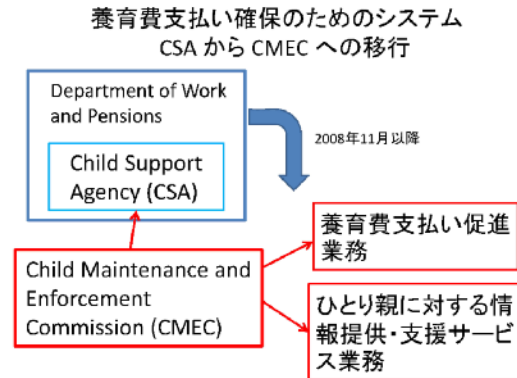 養育費支払い確保のためのシステム
CSA から CMEC への移行
Department of Work
and Pensions
2008年11月以降
Child Support
Agency (CSA)
養育費支払い促進
業務
Child Maintenance and
Enforcement
Commission (CMEC)
ひとり親に対する情
報提供・支援サービ
ス業務